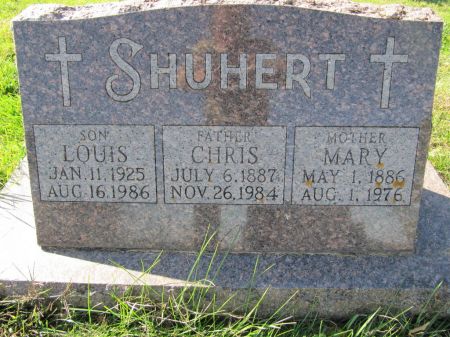 SHUHERT
SON
LOUIS
JAN. 11, 1925
AUG. 16, 1986
FATHER
CHRIS
JULY 6, 1887
NOV. 26, 1984
MOTHER
MARY
MAY 1, 1886
AUG. 1, 1976